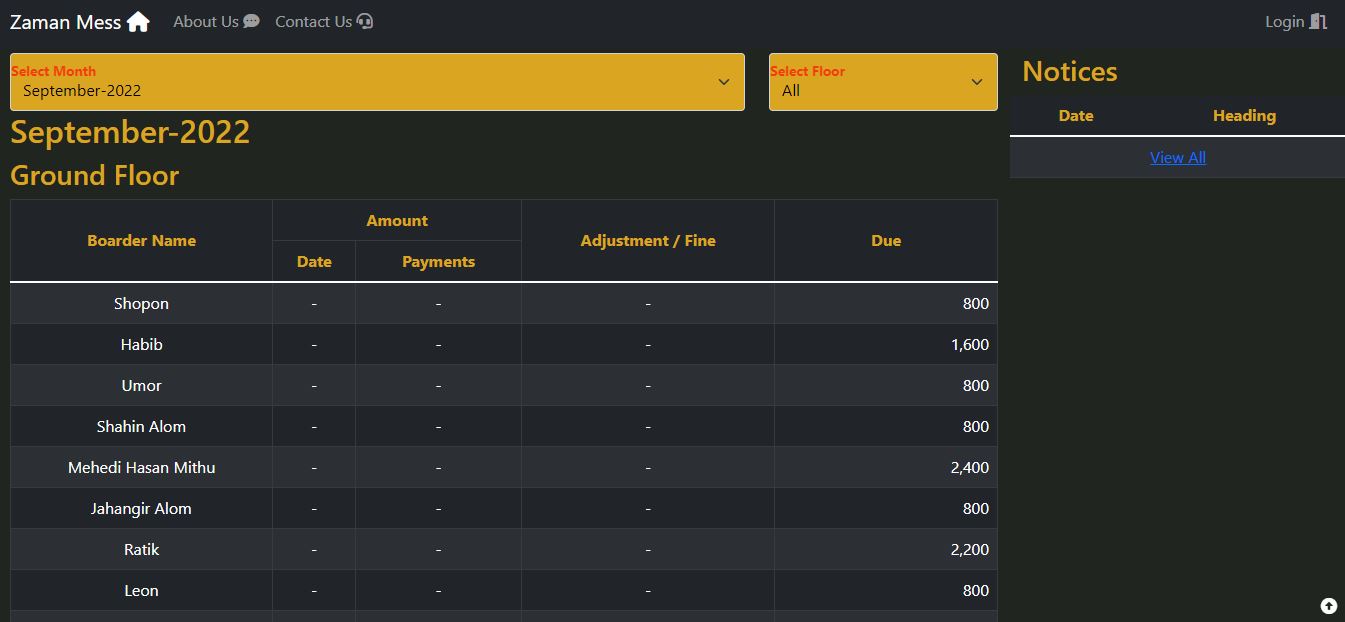 Zaman Mess About Us Contact Us Login
Select Month
September-2022
Select Floor
All
September-2022
Ground Floor
Boarder Name Amount Adjustment / Fine Due
Date Payments
Shopon - - - 800
Habib - - - 1,600
Umor - - - 800
Shahin Alom - - - 800
Mehedi Hasan Mithu - - - 2,400
Jahangir Alom - - - 800
Ratik - - - 2,200
Leon - - - 800
Notices
Date Heading
View All